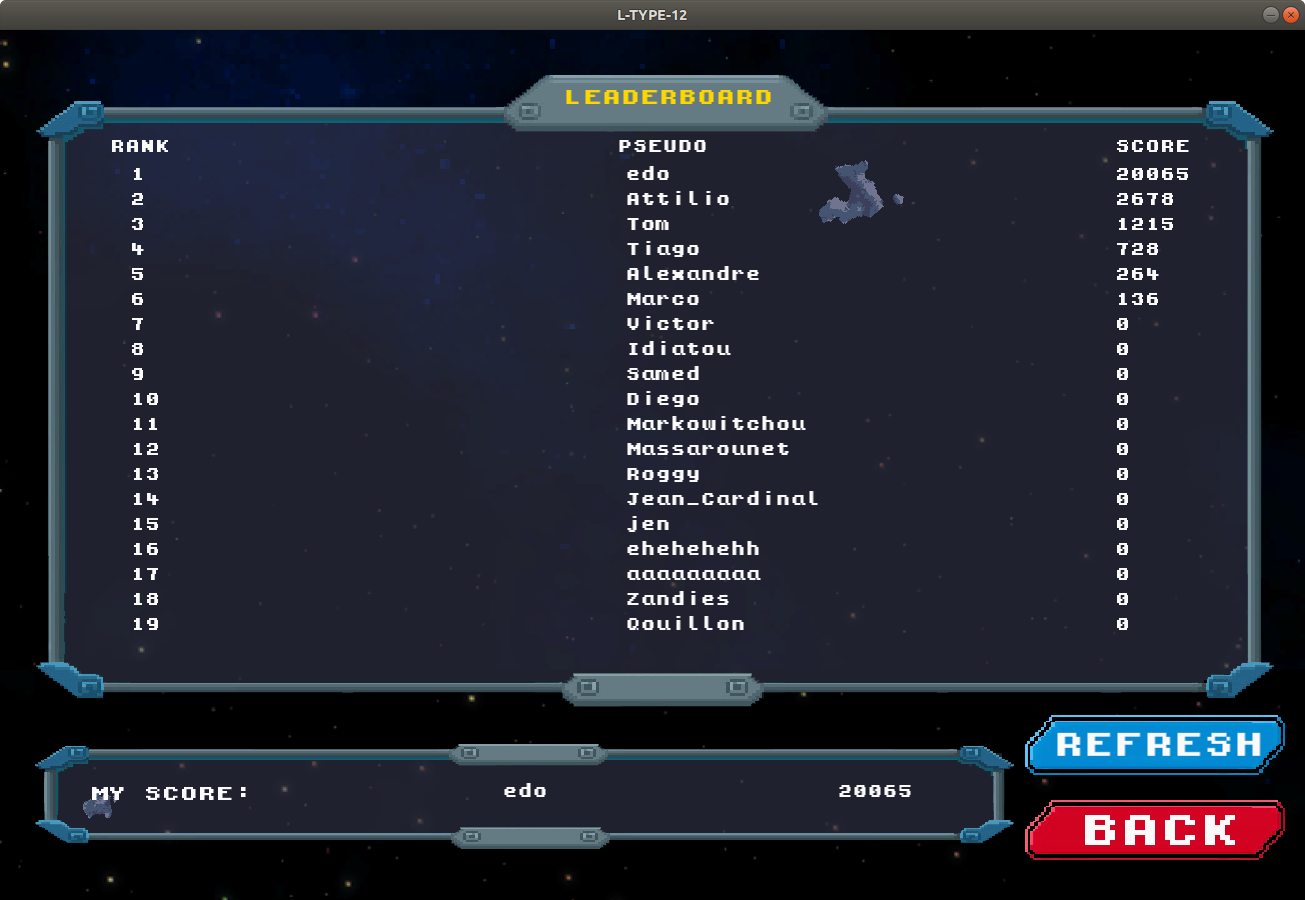 L-TYPE-12
LEADERBOARD
RANK PSEUDO SCORE
1 edo 20065
2 Attilio 2678
3 Tom 1215
4 Tiago 728
5 Alexandre 264
6 Marco 136
7 Victor 0
8 Idiatou 0
9 Samed 0
10 Diego 0
11 Markowitchou 0
12 Massarounet 0
13 Roggy 0
14 Jean_Cardinal 0
15 jen 0
16 ehehehehh 0
17 aaaaaaaaa 0
18 Zandies 0
19 Qouillon 0
REFRESH
MY SCORE: edo 20065
BACK